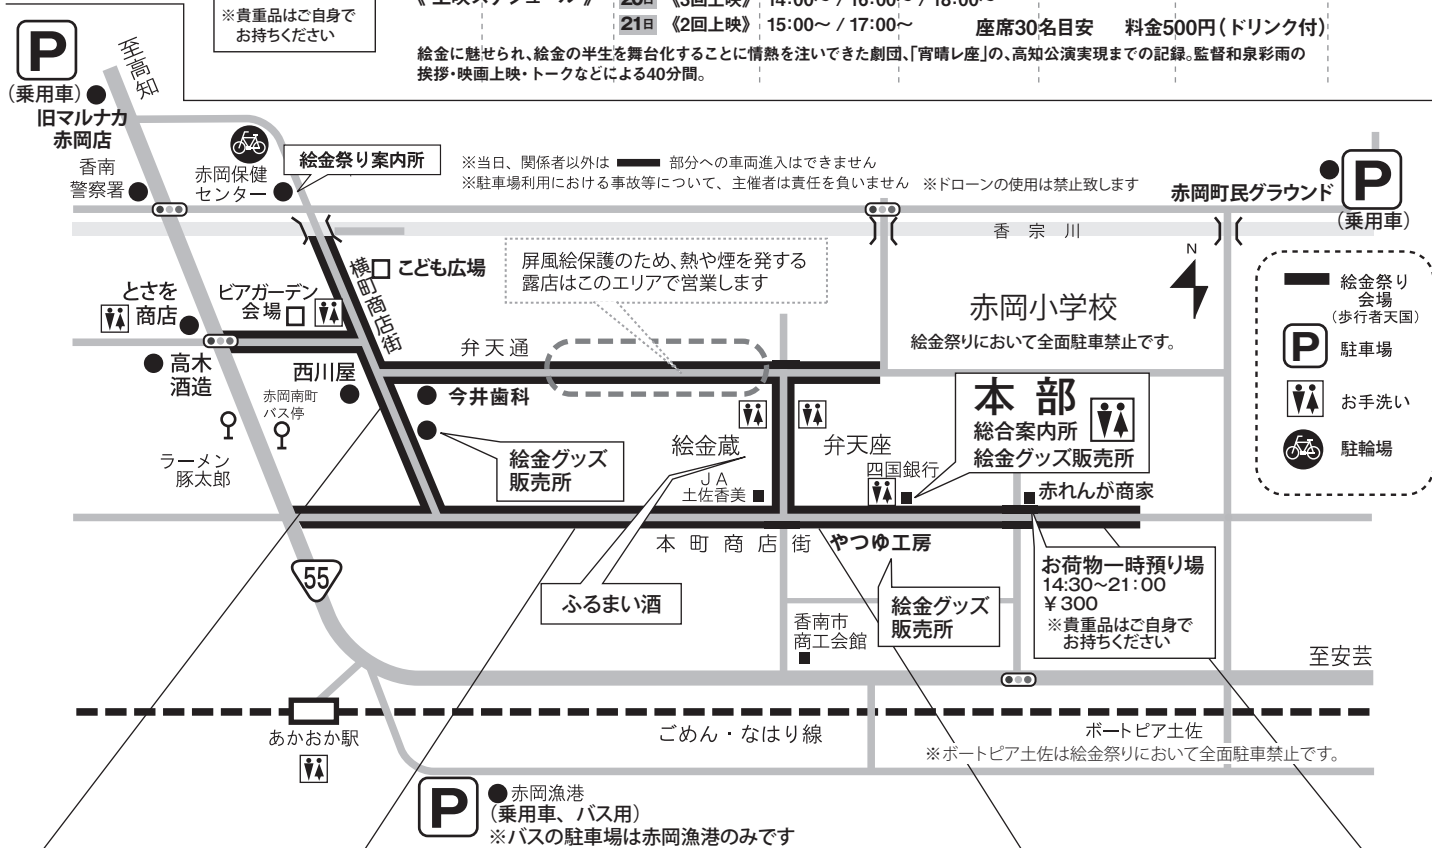 ※貴重品はご自身で
お持ちください
21日 《2回上映》 15:00〜 / 17:00〜 座席30名目安 料金500円(ドリンク付)
絵金に魅せられ、絵金の半生を舞台化することに情熱を注いできた劇団、「宵晴レ座」の、高知公演実現までの記録。監督和泉彩雨の
挨拶・映画上映・トークなどによる40分間。
P
(乗用車)
至高知
旧マルナカ
赤岡店
香南
警察署
赤岡保健
センター
絵金祭り案内所
※当日、関係者以外は 部分への車両進入はできません
※駐車場利用における事故等について、主催者は責任を負いません ※ドローンの使用は禁止致します
赤岡町民グラウンド
P
(乗用車)
香宗川
N
横町商店街
こども広場
屏風絵保護のため、熱や煙を発する
露店はこのエリアで営業します
とさを
商店
ビアガーデン
会場
赤岡小学校
絵金祭りにおいて全面駐車禁止です。
絵金祭り
会場
(歩行者天国)
P
駐車場
お手洗い
駐輪場
高木
酒造
西川屋
弁天通
今井歯科
赤岡南町
バス停
ラーメン
豚太郎
絵金グッズ
販売所
絵金蔵
JA
土佐香美
弁天座
四国銀行
本部
総合案内所
絵金グッズ販売所
赤れんが商家
本町商店街
やつゆ工房
55
ふるまい酒
お荷物一時預り場
14:30〜21:00
¥300
※貴重品はご自身で
お持ちください
絵金グッズ
販売所
香南市
商工会館
至安芸
あかおか駅
ごめん・なはり線
ボートピア土佐
※ボートピア土佐は絵金祭りにおいて全面駐車禁止です。
P
赤岡漁港
(乗用車、バス用)
※バスの駐車場は赤岡漁港のみです